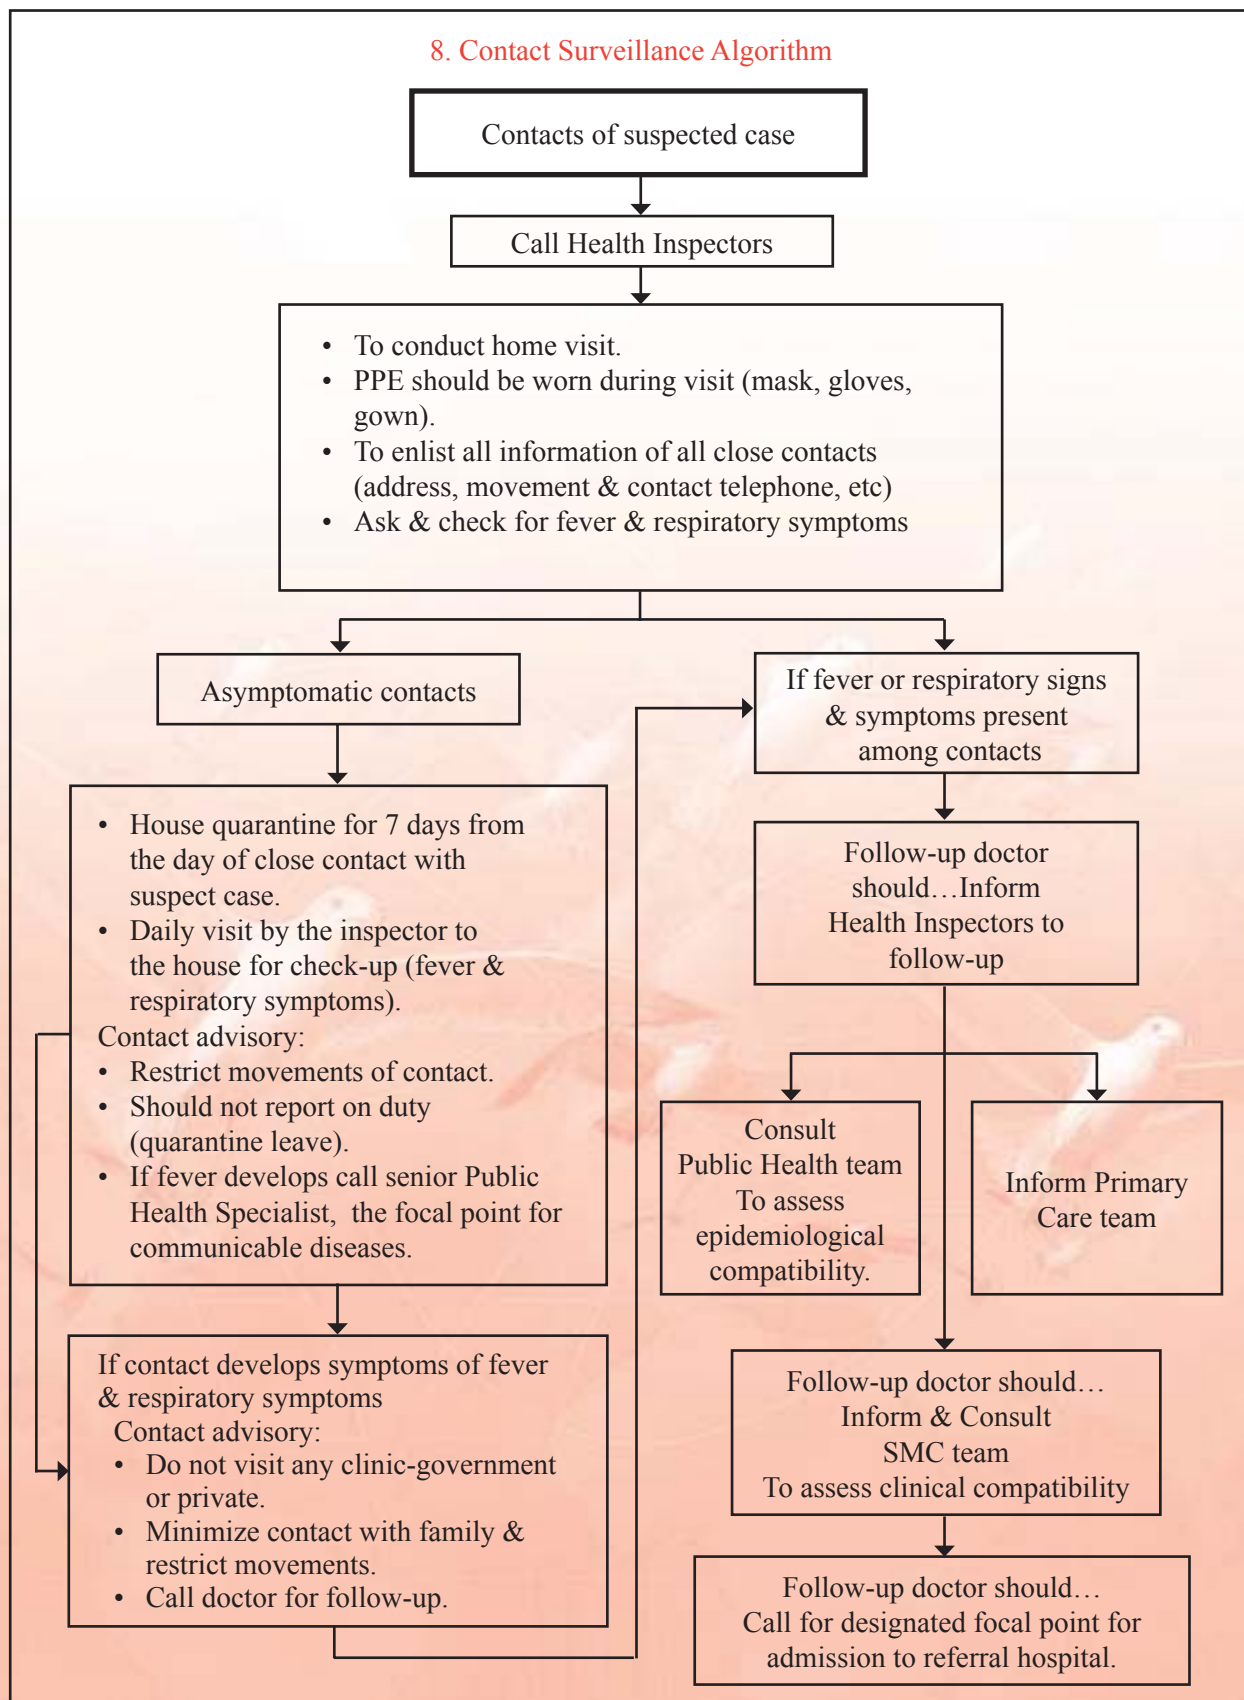 8. Contact Surveillance Algorithm
Contacts of suspected case
Call Health Inspectors
• To conduct home visit.
• PPE should be worn during visit (mask, gloves,
gown).
• To enlist all information of all close contacts
(address, movement & contact telephone, etc)
• Ask & check for fever & respiratory symptoms
Asymptomatic contacts
• House quarantine for 7 days from
the day of close contact with
suspect case.
• Daily visit by the inspector to
the house for check-up (fever &
respiratory symptoms).
Contact advisory:
• Restrict movements of contact.
• Should not report on duty
(quarantine leave).
• If fever develops call senior Public
Health Specialist, the focal point for
communicable diseases.
If contact develops symptoms of fever
& respiratory symptoms
Contact advisory:
• Do not visit any clinic-government
or private.
• Minimize contact with family &
restrict movements.
• Call doctor for follow-up.
If fever or respiratory signs
& symptoms present
among contacts
Follow-up doctor
should…Inform
Health Inspectors to
follow-up
Consult
Public Health team
To assess
epidemiological
compatibility.
Inform Primary
Care team
Follow-up doctor should…
Inform & Consult
SMC team
To assess clinical compatibility
Follow-up doctor should…
Call for designated focal point for
admission to referral hospital.